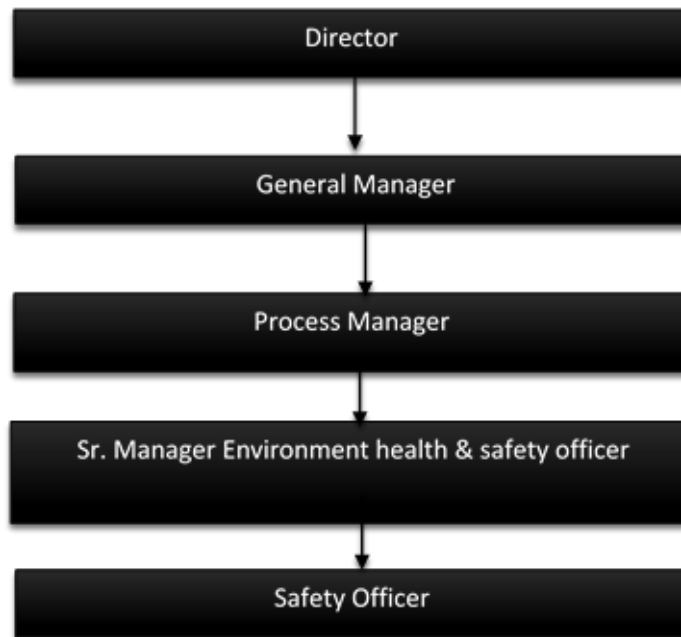 Director
General Manager
Process Manager
Sr. Manager Environment health & safety officer
Safety Officer